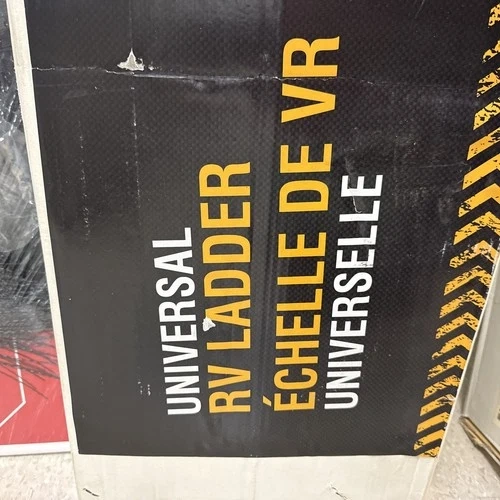 UNIVERSAL
RV LADDER
ÉCHELLE DE VR
UNIVERSELLE